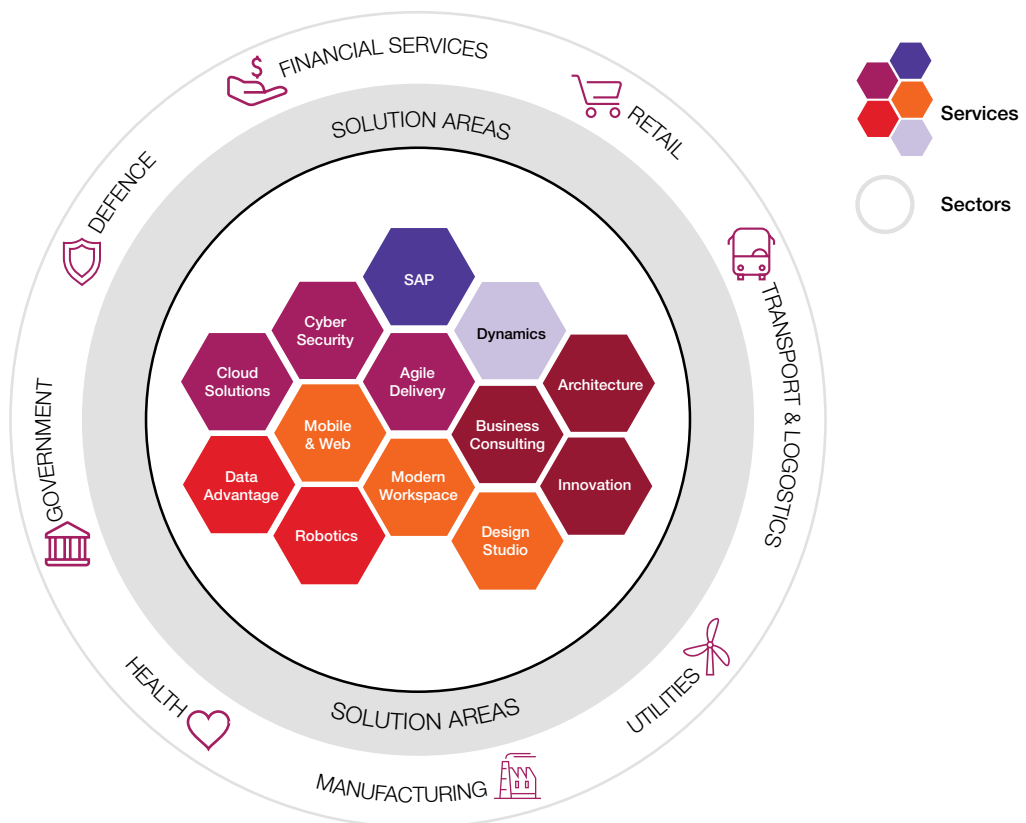 FINANCIAL SERVICES
RETAIL
TRANSPORT & LOGOSTICS
UTILITIES
MANUFACTURING
HEALTH
GOVERNMENT
DEFENCE
SOLUTION AREAS
SAP
Cyber
Security
Dynamics
Cloud
Solutions
Agile
Delivery
Architecture
Mobile
& Web
Business
Consulting
Data
Advantage
Modern
Workspace
Innovation
Robotics
Design
Studio
SOLUTION AREAS
$
Services
Sectors